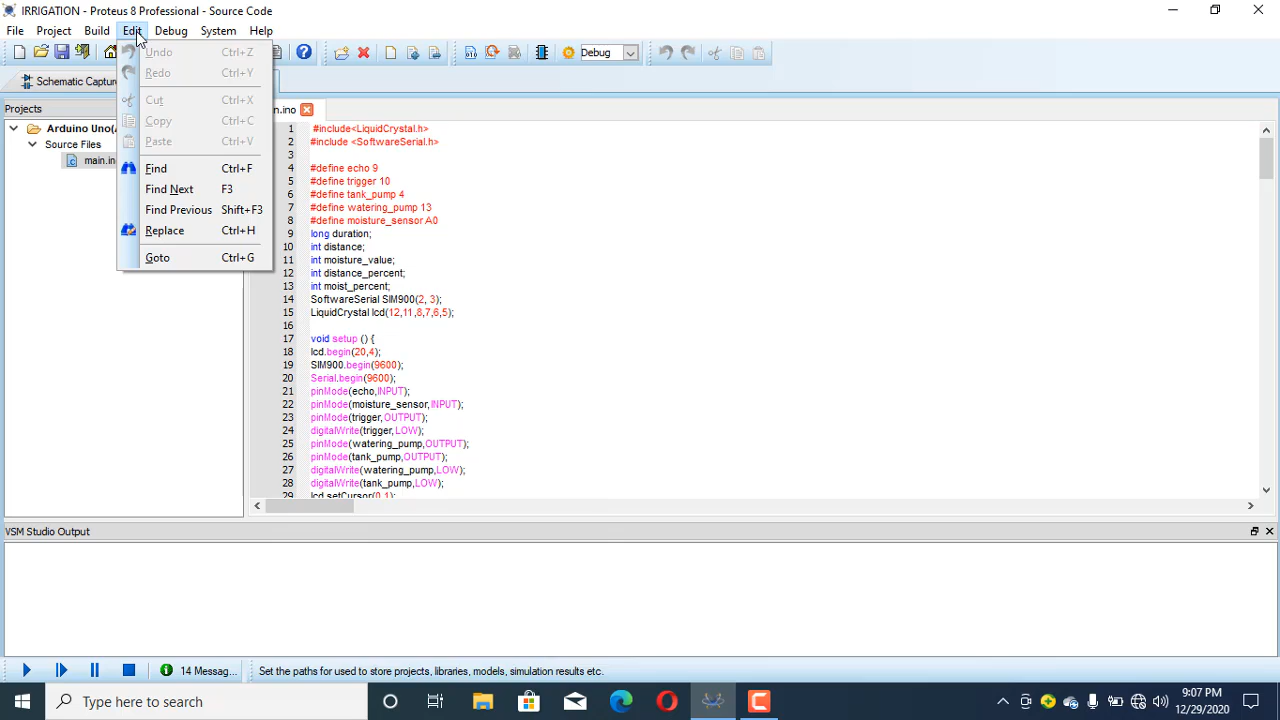 IRRIGATION - Proteus 8 Professional - Source Code
File Project Build Edit Debug System Help
Debug
Schematic Captur
Undo Ctrl+Z
Redo Ctrl+Y
Cut Ctrl+X
Copy Ctrl+C
Paste Ctrl+V
Find Ctrl+F
Find Next F3
Find Previous Shift+F3
Replace Ctrl+H
Goto Ctrl+G
Projects
Arduino Uno(
Source Files
main.in
n.ino
1 #include<LiquidCrystal.h>
2 #include <SoftwareSerial.h>
3
4 #define echo 9
5 #define trigger 10
6 #define tank_pump 4
7 #define watering_pump 13
8 #define moisture_sensor A0
9 long duration;
10 int distance;
11 int moisture_value;
12 int distance_percent;
13 int moist_percent;
14 SoftwareSerial SIM900(2, 3);
15 LiquidCrystal lcd(12,11,8,7,6,5);
16
17 void setup () {
18 lcd.begin(20,4);
19 SIM900.begin(9600);
20 Serial.begin(9600);
21 pinMode(echo,INPUT);
22 pinMode(moisture_sensor,INPUT);
23 pinMode(trigger,OUTPUT);
24 digitalWrite(trigger,LOW);
25 pinMode(watering_pump,OUTPUT);
26 pinMode(tank_pump,OUTPUT);
27 digitalWrite(watering_pump,LOW);
28 digitalWrite(tank_pump,LOW);
29 lcd.setCursor(0,1);
VSM Studio Output
14 Messag... Set the paths for used to store projects, libraries, models, simulation results etc.
Type here to search
9:07 PM
12/29/2020